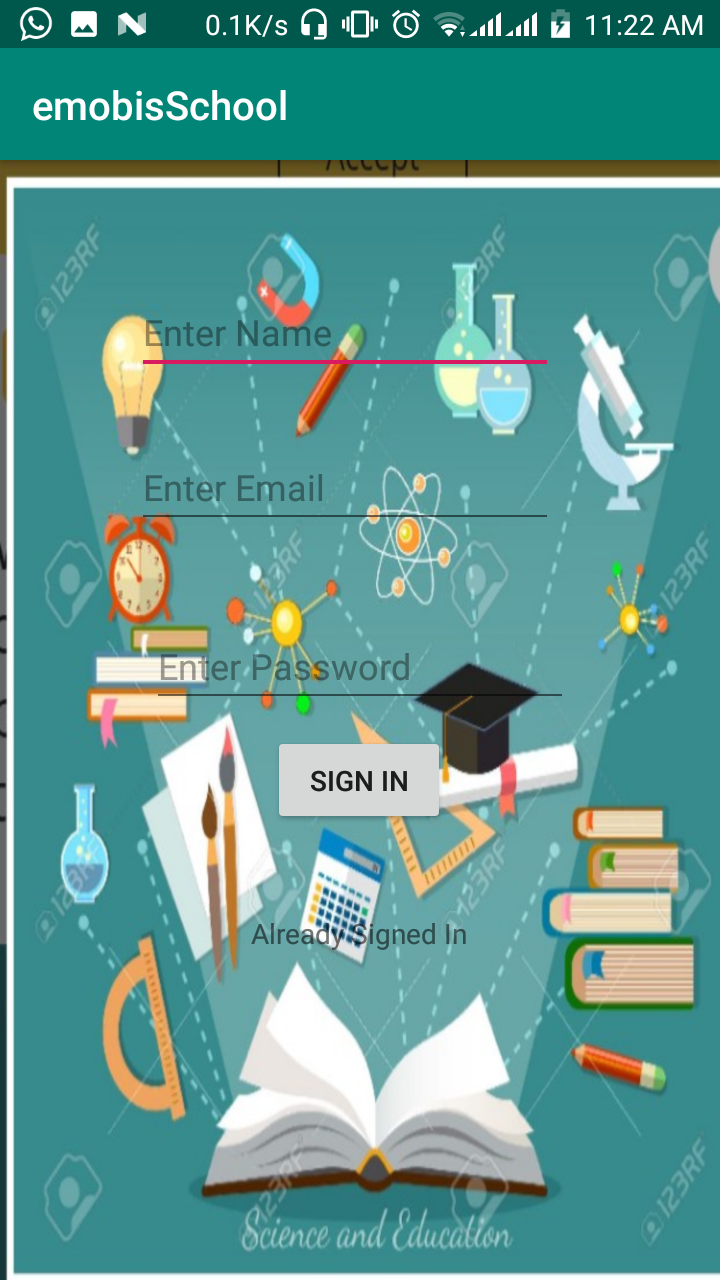 0.1K/s 11:22 AM
emobisSchool
Accept
123RF
123RF
Enter Name
Enter Email
123RF
123RF
Enter Password
SIGN IN
123RF
123RF
Already Signed In
123RF
123RF
Science and Education